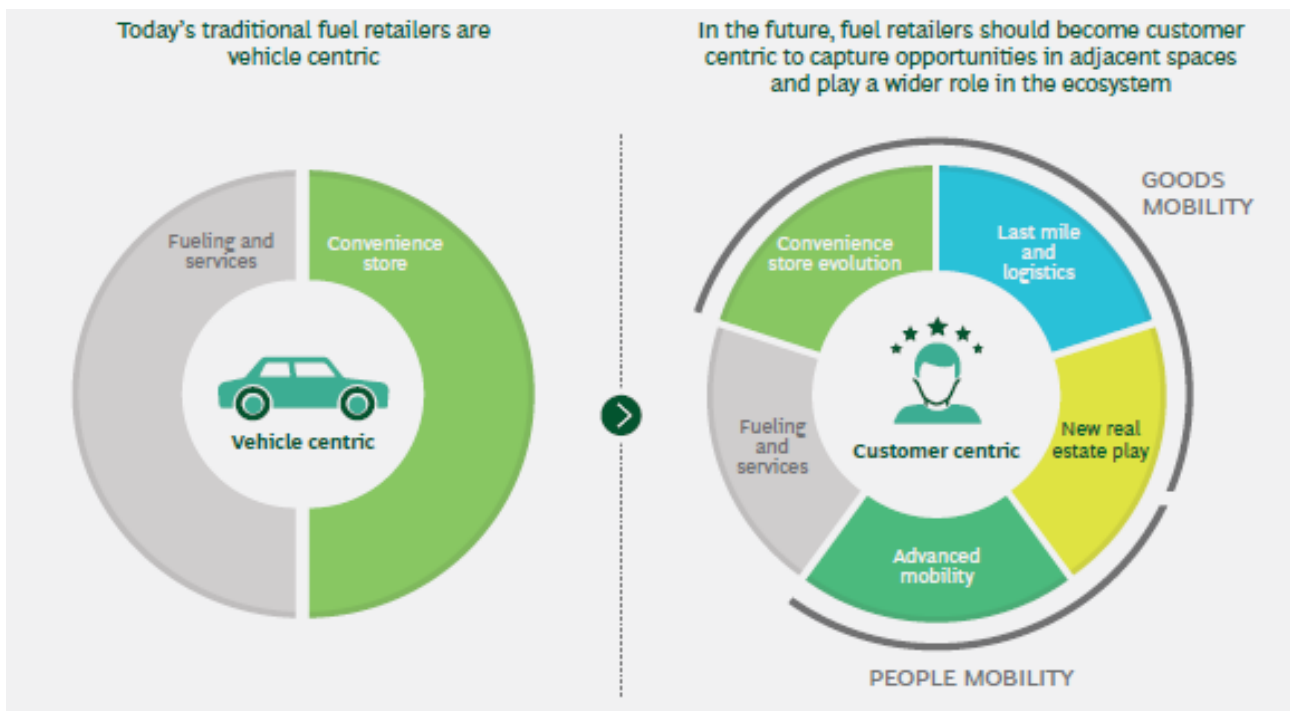 Today's traditional fuel retailers are
vehicle centric
Fueling and
services
Convenience
store
Vehicle centric
In the future, fuel retailers should become customer
centric to capture opportunities in adjacent spaces
and play a wider role in the ecosystem
GOODS
MOBILITY
Convenience
store evolution
Last mile
and
logistics
Fueling
and
services
Customer centric
New real
estate play
Advanced
mobility
PEOPLE MOBILITY